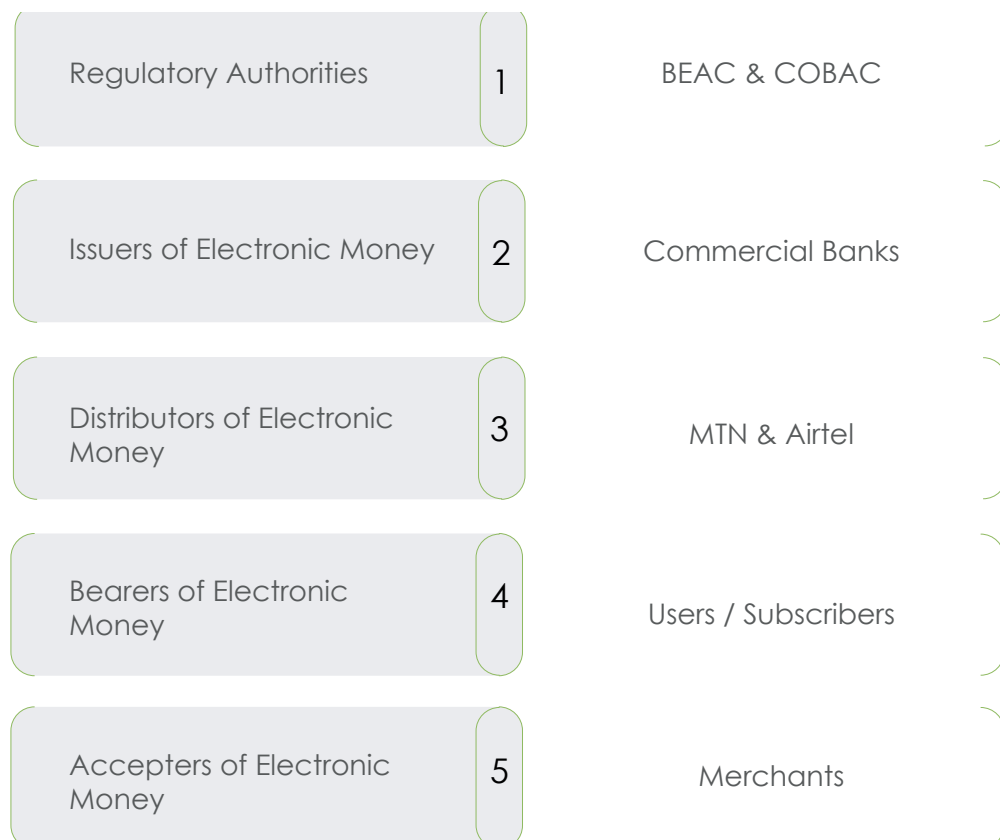 Regulatory Authorities
1
BEAC & COBAC
Issuers of Electronic Money
2
Commercial Banks
Distributors of Electronic
Money
3
MTN & Airtel
Bearers of Electronic
Money
4
Users / Subscribers
Accepters of Electronic
Money
5
Merchants